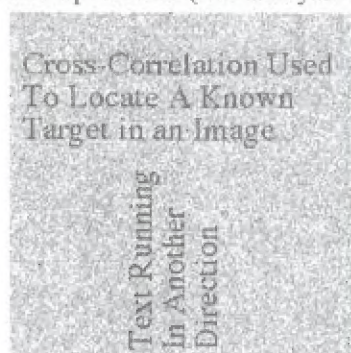 Cross-Correlation Used
To Locate A Known
Target in an Image
Text Running
In Another
Direction